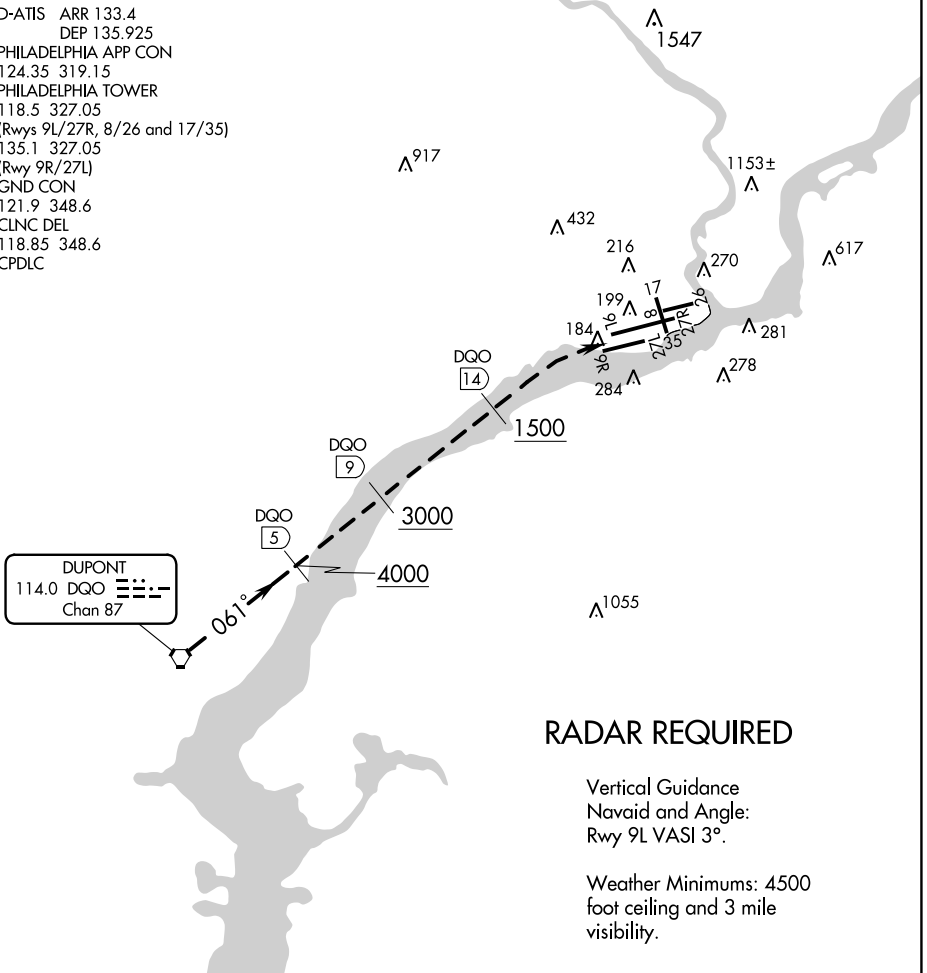 D-ATIS ARR 133.4
DEP 135.925
PHILADELPHIA APP CON
124.35 319.15
PHILADELPHIA TOWER
118.5 327.05
(Rwys 9L/27R, 8/26 and 17/35)
135.1 327.05
(Rwy 9R/27L)
GND CON
121.9 348.6
CLNC DEL
118.85 348.6
CPDLC
1547
917
1153±
432
216
270
617
199
17
26
8
9L
27R
184
35
27L
9R
281
278
284
DQO
14
1500
DQO
9
3000
DQO
5
4000
DUPONT
114.0 DQO
Chan 87
061°
1055
RADAR REQUIRED
Vertical Guidance
Navaid and Angle:
Rwy 9L VASI 3°.
Weather Minimums: 4500
foot ceiling and 3 mile
visibility.